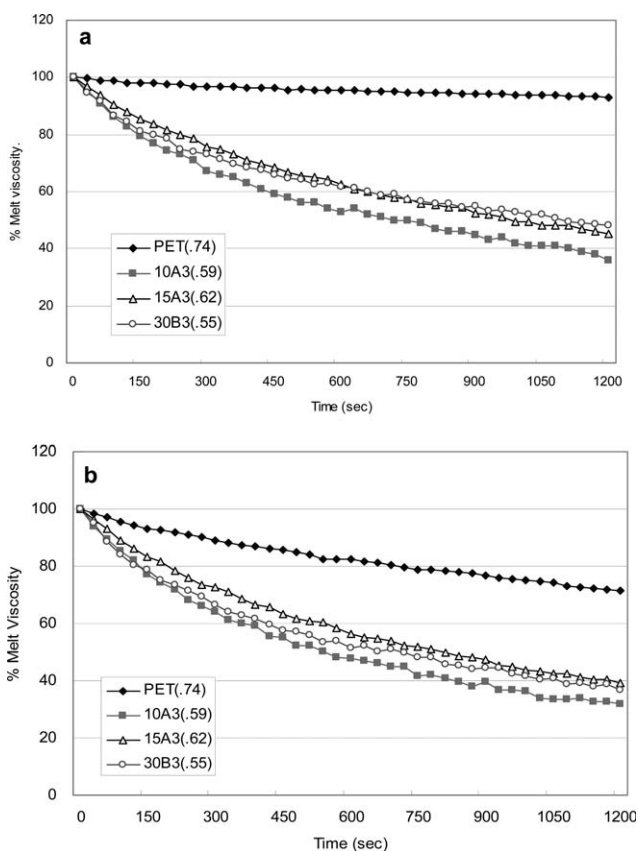 a
120
100
80
60
40
20
0
% Melt viscosity.
PET(.74)
10A3(.59)
15A3(.62)
30B3(.55)
0 150 300 450 600 750 900 1050 1200
Time (sec)
b
120
100
80
60
40
20
0
% Melt Viscosity
PET(.74)
10A3(.59)
15A3(.62)
30B3(.55)
0 150 300 450 600 750 900 1050 1200
Time (sec)